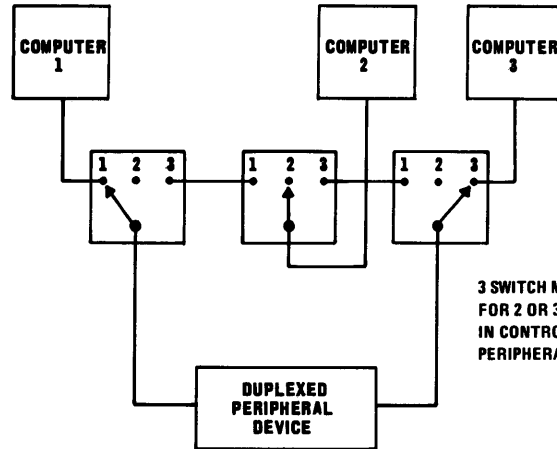 COMPUTER
1
COMPUTER
2
COMPUTER
3
1 2 3
1 2 3
1 2 3
3 SWITCH
FOR 2 OR 3
IN
PERIPHERA
DUPLEXED
PERIPHERAL
DEVICE